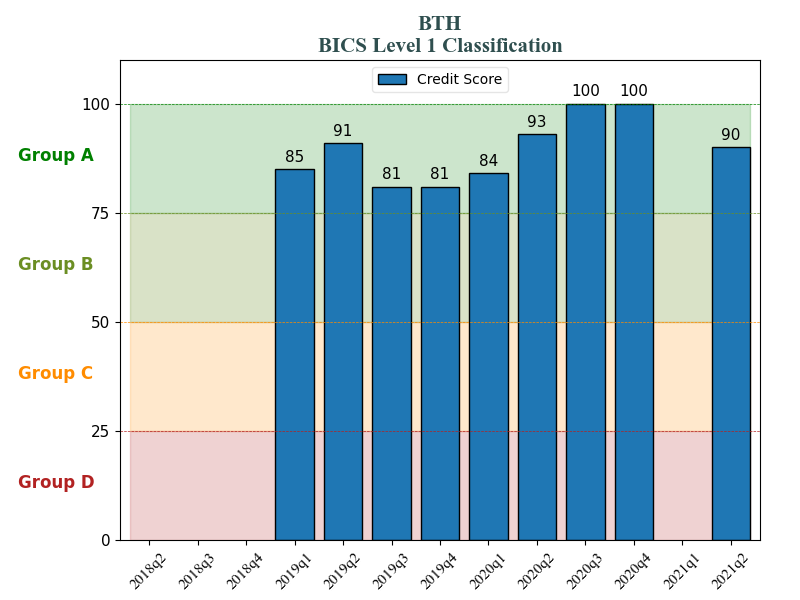 BTH
BICS Level 1 Classification
Credit Score
100
75
50
25
0
Group A
Group B
Group C
Group D
85
91
81
81
84
93
100
100
90
2018q2
2018q3
2018q4
2019q1
2019q2
2019q3
2019q4
2020q1
2020q2
2020q3
2020q4
2021q1
2021q2